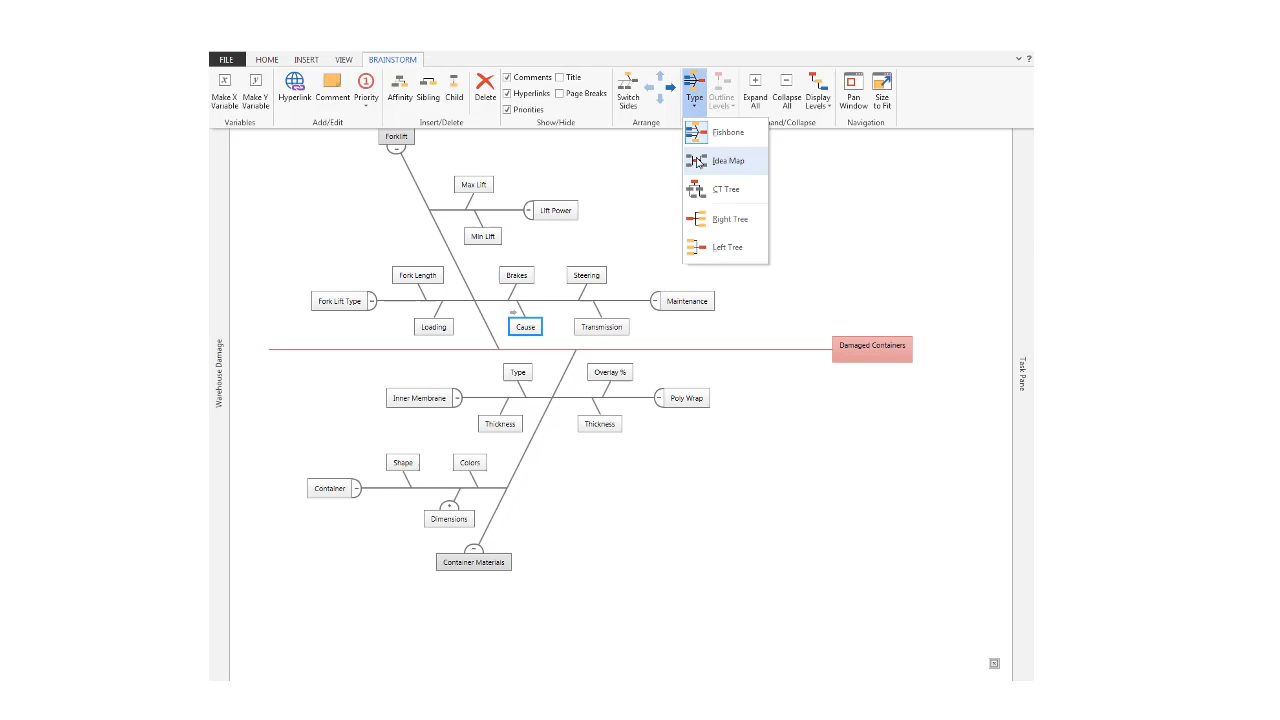 FILE HOME INSERT VIEW BRAINSTORM ?
Comments Title
Hyperlinks Page Breaks
Priorities
Make X Variable
Make Y Variable
Hyperlink Comment Priority
Affinity Sibling Child Delete
Switch Sides
Type
Outline Levels
Expand All
Collapse All
Display Levels
Pan Window
Size to Fit
Variables Add/Edit Insert/Delete Show/Hide Arrange and/Collapse Navigation
Fishbone
Idea Map
CT Tree
Right Tree
Left Tree
Forklift
Max Lift
Lift Power
Min Lift
Fork Length Brakes Steering
Fork Lift Type Maintenance
Loading Cause Transmission
Damaged Containers
Warehouse Damage
Task Pane
Type Overlay %
Inner Membrane Poly Wrap
Thickness Thickness
Shape Colors
Container
Dimensions
Container Materials